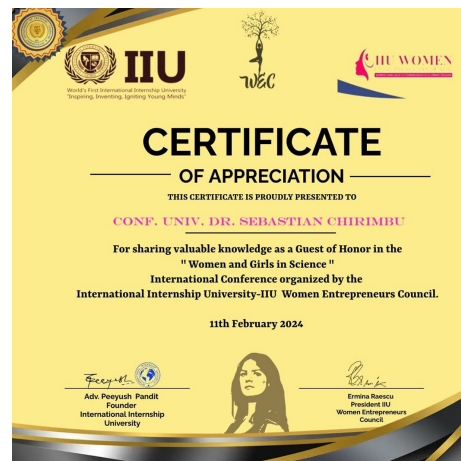 IIU
World's First International Internship University
"Inspiring, Inventing, Igniting Young Minds"
WEC
IIU WOMEN
CERTIFICATE
OF APPRECIATION
THIS CERTIFICATE IS PROUDLY PRESENTED TO
CONF. UNIV. DR. SEBASTIAN CHIRIMBU
For sharing valuable knowledge as a Guest of Honor in the
" Women and Girls in Science "
International Conference organized by the
International Internship University-IIU Women Entrepreneurs Council.
11th February 2024
Adv. Peeyush Pandit
Founder
International Internship
University
Ermina Raescu
President IIU
Women Entrepreneurs
Council